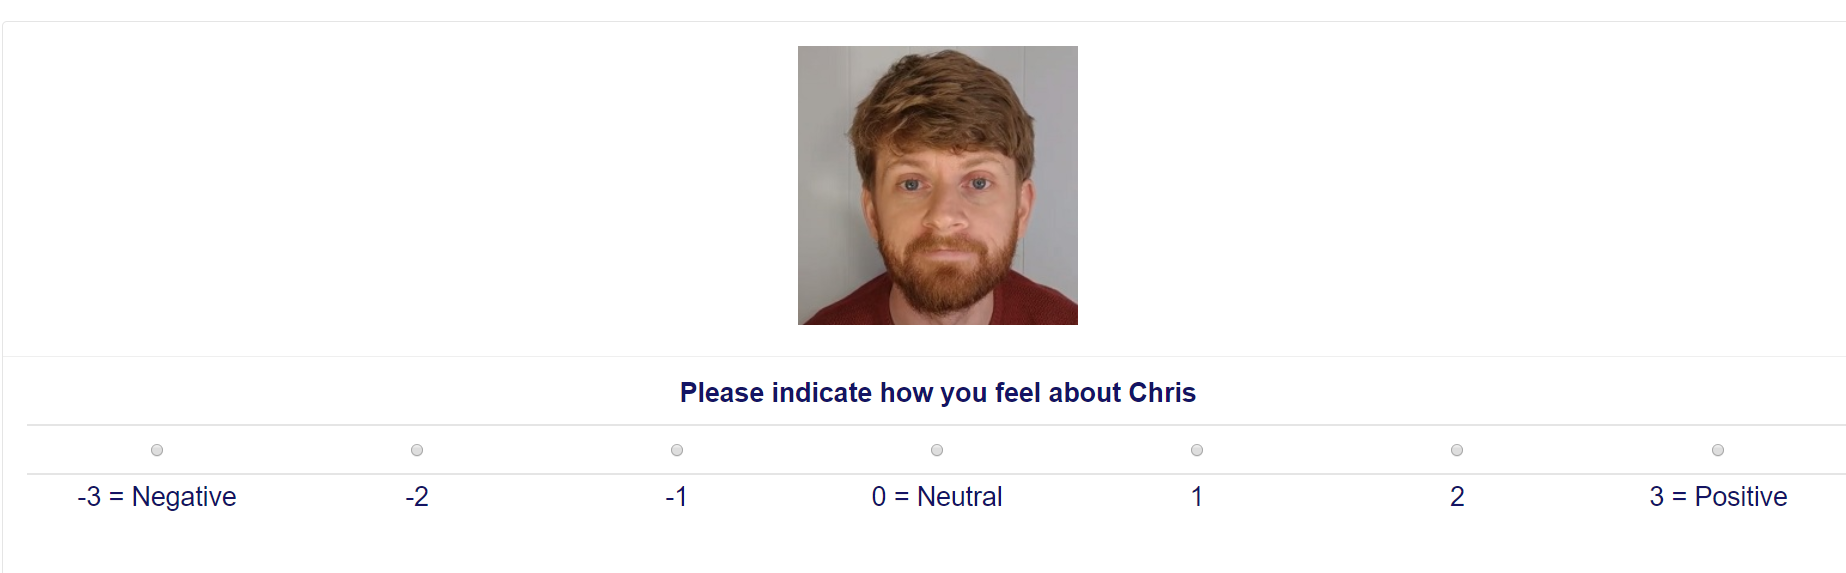 Please indicate how you feel about Chris
-3 = Negative -2 -1 0 = Neutral 1 2 3 = Positive